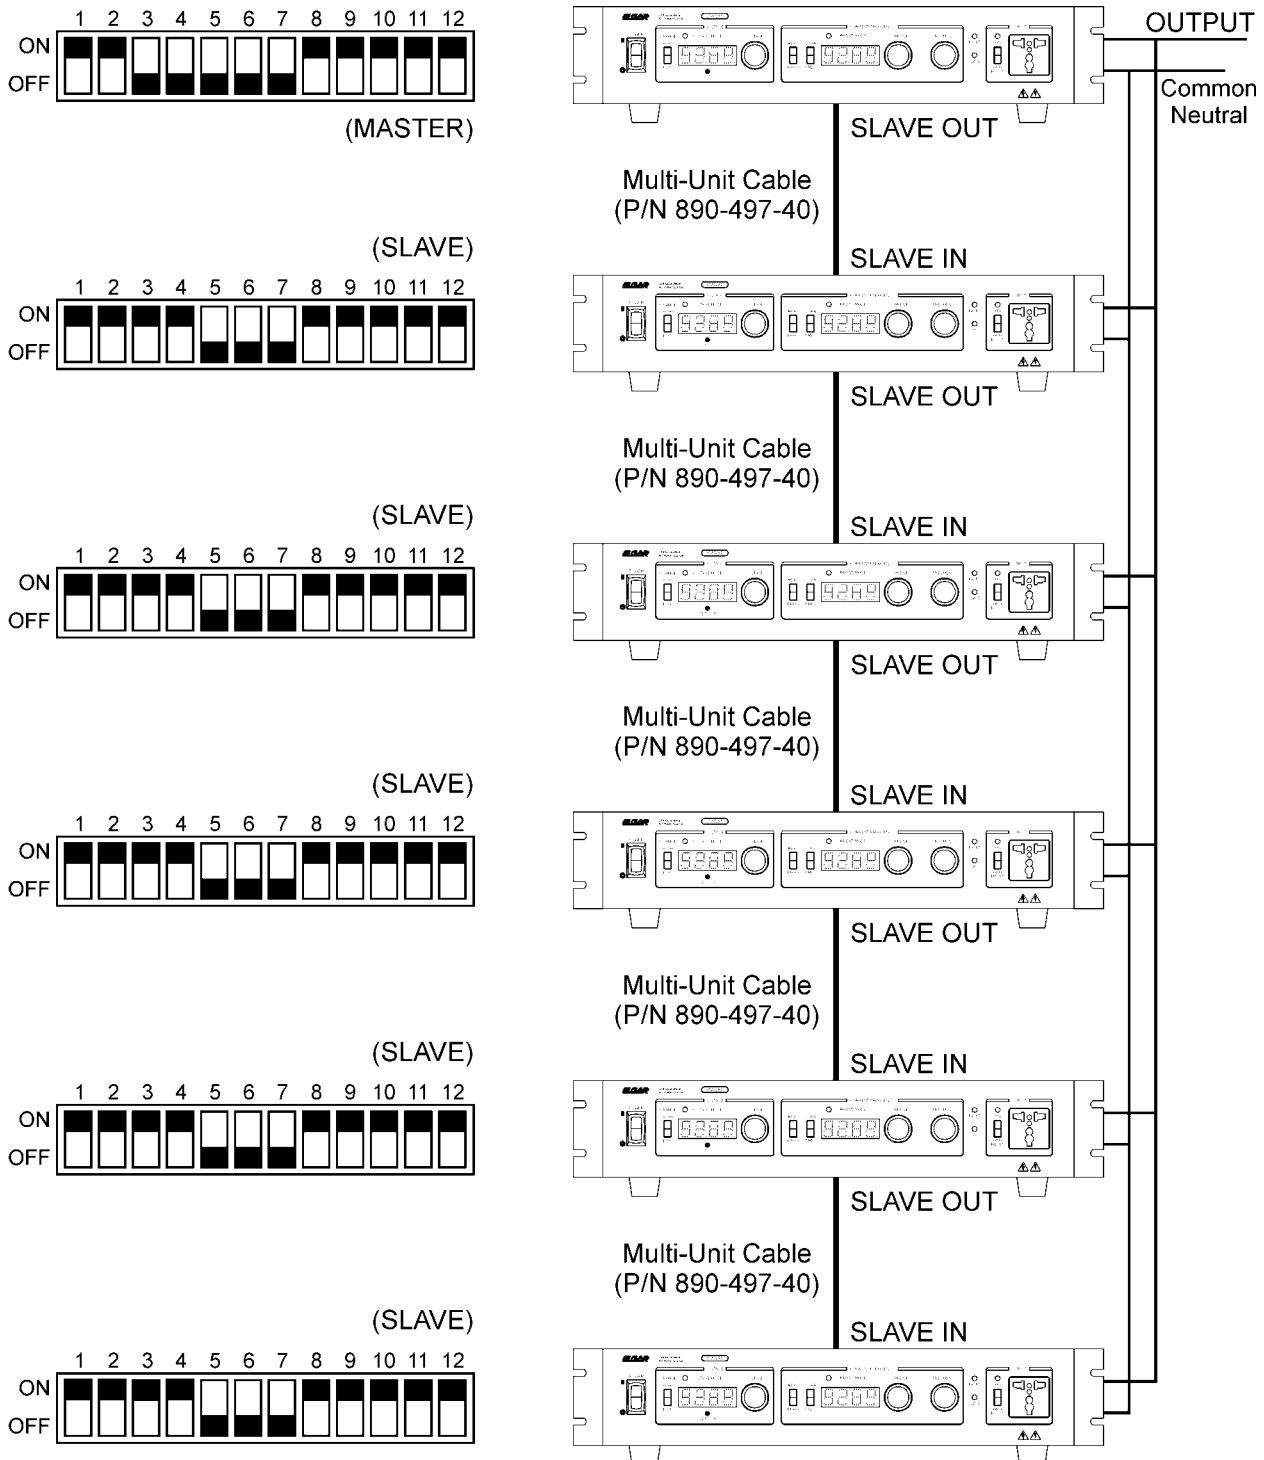 1 2 3 4 5 6 7 8 9 10 11 12
ON
OFF
(MASTER)
ELGAR
OUTPUT
Common
Neutral
SLAVE OUT
Multi-Unit Cable
(P/N 890-497-40)
(SLAVE)
1 2 3 4 5 6 7 8 9 10 11 12
ON
OFF
SLAVE IN
ELGAR
SLAVE OUT
Multi-Unit Cable
(P/N 890-497-40)
(SLAVE)
1 2 3 4 5 6 7 8 9 10 11 12
ON
OFF
SLAVE IN
ELGAR
SLAVE OUT
Multi-Unit Cable
(P/N 890-497-40)
(SLAVE)
1 2 3 4 5 6 7 8 9 10 11 12
ON
OFF
SLAVE IN
ELGAR
SLAVE OUT
Multi-Unit Cable
(P/N 890-497-40)
(SLAVE)
1 2 3 4 5 6 7 8 9 10 11 12
ON
OFF
SLAVE IN
ELGAR
SLAVE OUT
Multi-Unit Cable
(P/N 890-497-40)
(SLAVE)
1 2 3 4 5 6 7 8 9 10 11 12
ON
OFF
SLAVE IN
ELGAR